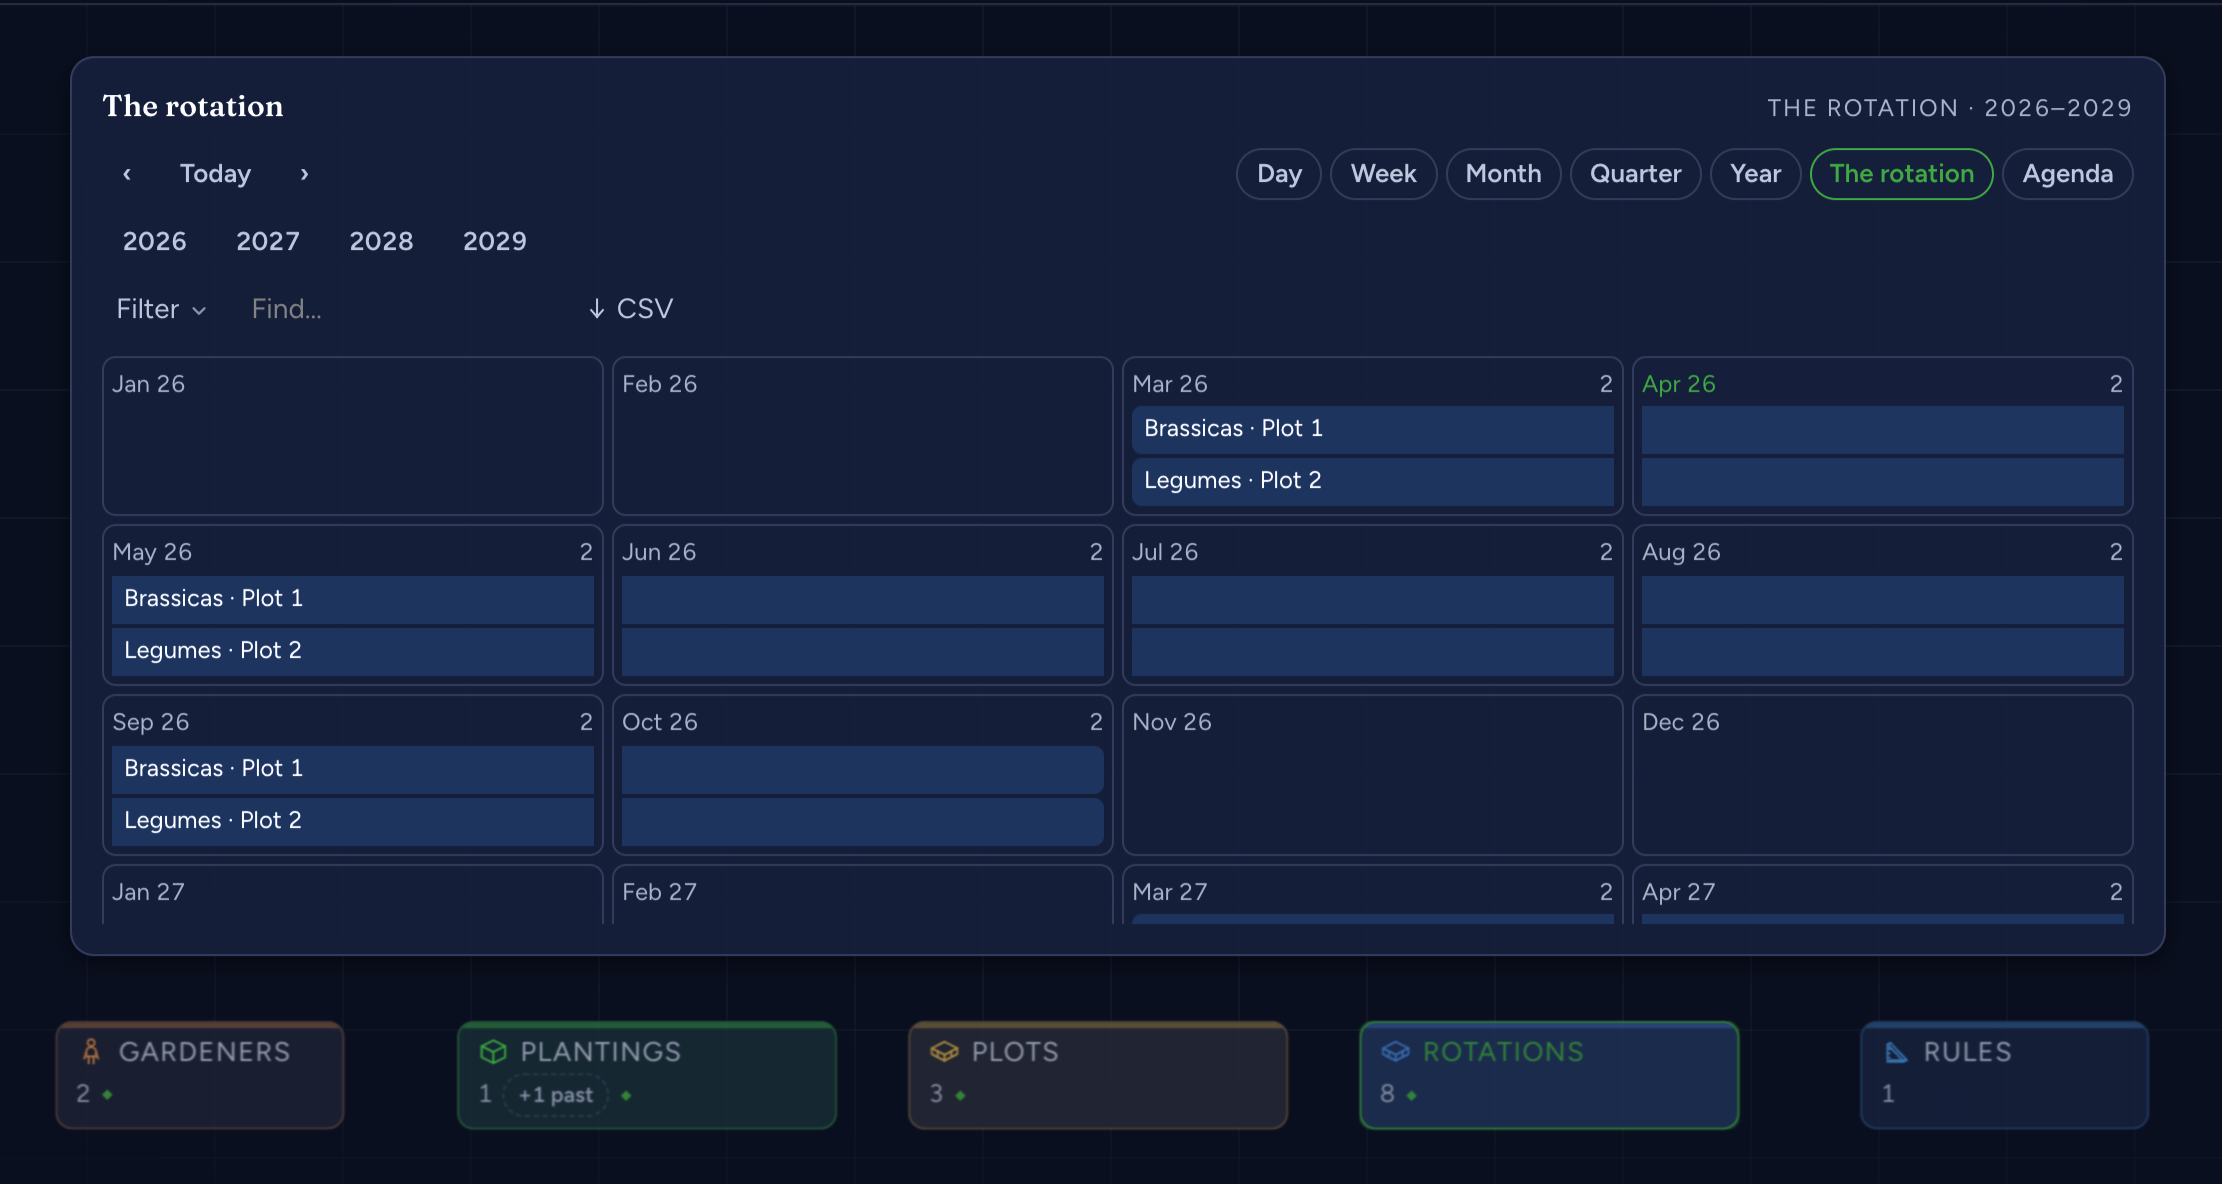 The rotation
THE ROTATION · 2026–2029
‹ Today ›
Day Week Month Quarter Year The rotation Agenda
2026 2027 2028 2029
Filter Find... ↓ CSV
Jan 26
Feb 26
Mar 26 2
Brassicas · Plot 1
Legumes · Plot 2
Apr 26 2
May 26 2
Brassicas · Plot 1
Legumes · Plot 2
Jun 26 2
Jul 26 2
Aug 26 2
Sep 26 2
Brassicas · Plot 1
Legumes · Plot 2
Oct 26 2
Nov 26
Dec 26
Jan 27
Feb 27
Mar 27 2
Apr 27 2
GARDENERS
2
PLANTINGS
1 +1 past
PLOTS
3
ROTATIONS
8
RULES
1